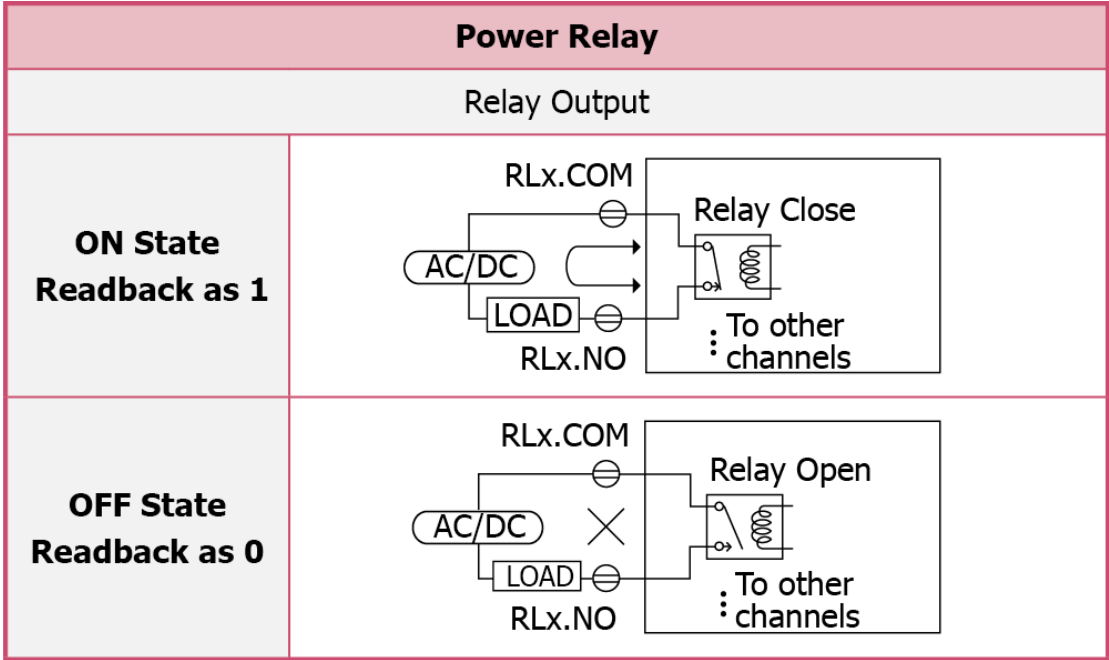 Power Relay
Relay Output
ON State
Readback as 1
RLx.COM
Relay Close
AC/DC
LOAD
RLx.NO
To other
channels
OFF State
Readback as 0
RLx.COM
Relay Open
AC/DC
LOAD
RLx.NO
To other
channels